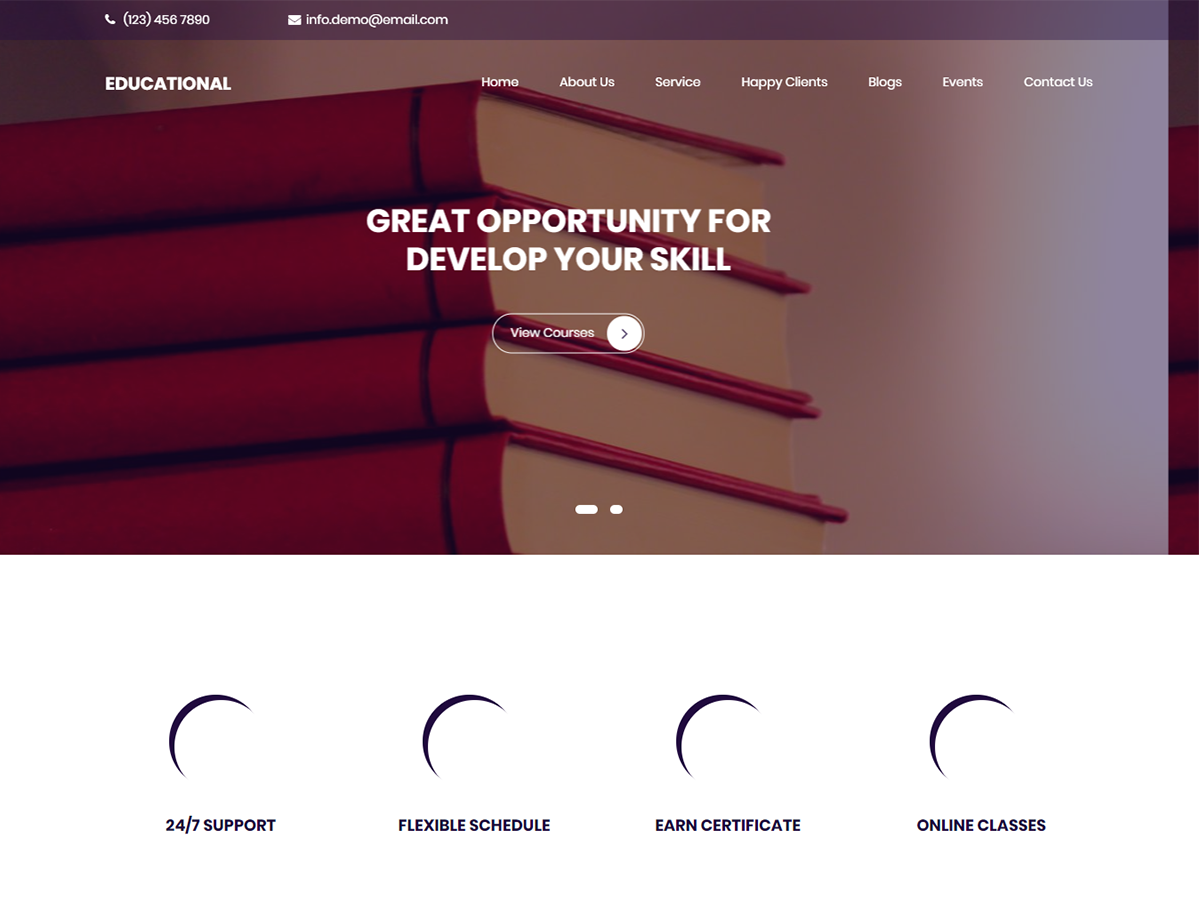 (123) 456 7890
info.demo@email.com
EDUCATIONAL
Home
About Us
Service
Happy Clients
Blogs
Events
Contact Us
GREAT OPPORTUNITY FOR
DEVELOP YOUR SKILL
View Courses
24/7 SUPPORT
FLEXIBLE SCHEDULE
EARN CERTIFICATE
ONLINE CLASSES